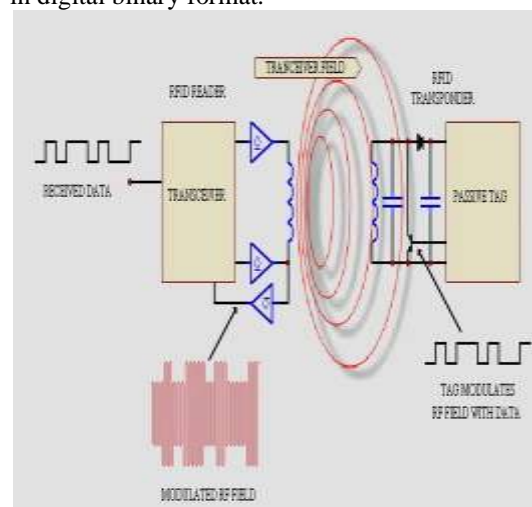 in digital binary format.
TRANCEIVER FIELD
RFID READER
RFID
TRANSPONDER
RECEIVED DATA
TRANSCEIVER
PASSIVE TAG
TAG MODULATES
RF FIELD WITH DATA
MODULATED RF FIELD